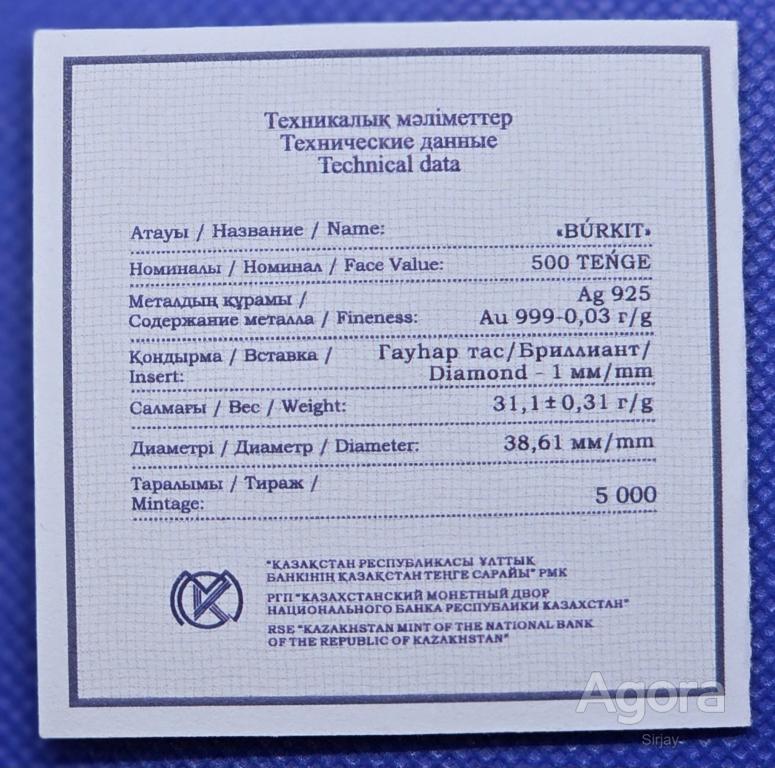 Техникалық мәліметтер
Технические данные
Technical data
Атауы / Название / Name: «BÚRKIT»
Номиналы / Номинал / Face Value: 500 TEŃGE
Металдың құрамы / Ag 925
Содержание металла / Fineness: Au 999-0,03 г/g
Қондырма / Вставка / Гауһар тас/Бриллиант/
Insert: Diamond - 1 мм/mm
Салмағы / Вес / Weight: 31,1±0,31 г/g
Диаметрі / Диаметр / Diameter: 38,61 мм/mm
Таралымы / Тираж /
Mintage: 5 000
"ҚАЗАҚСТАН РЕСПУБЛИКАСЫ ҰЛТТЫҚ
БАНКІНІҢ ҚАЗАҚСТАН ТЕҢГЕ САРАЙЫ" РМК
РГП "КАЗАХСТАНСКИЙ МОНЕТНЫЙ ДВОР
НАЦИОНАЛЬНОГО БАНКА РЕСПУБЛИКИ КАЗАХСТАН"
RSE "KAZAKHSTAN MINT OF THE NATIONAL BANK
OF THE REPUBLIC OF KAZAKHSTAN"
Agora
Sirjay